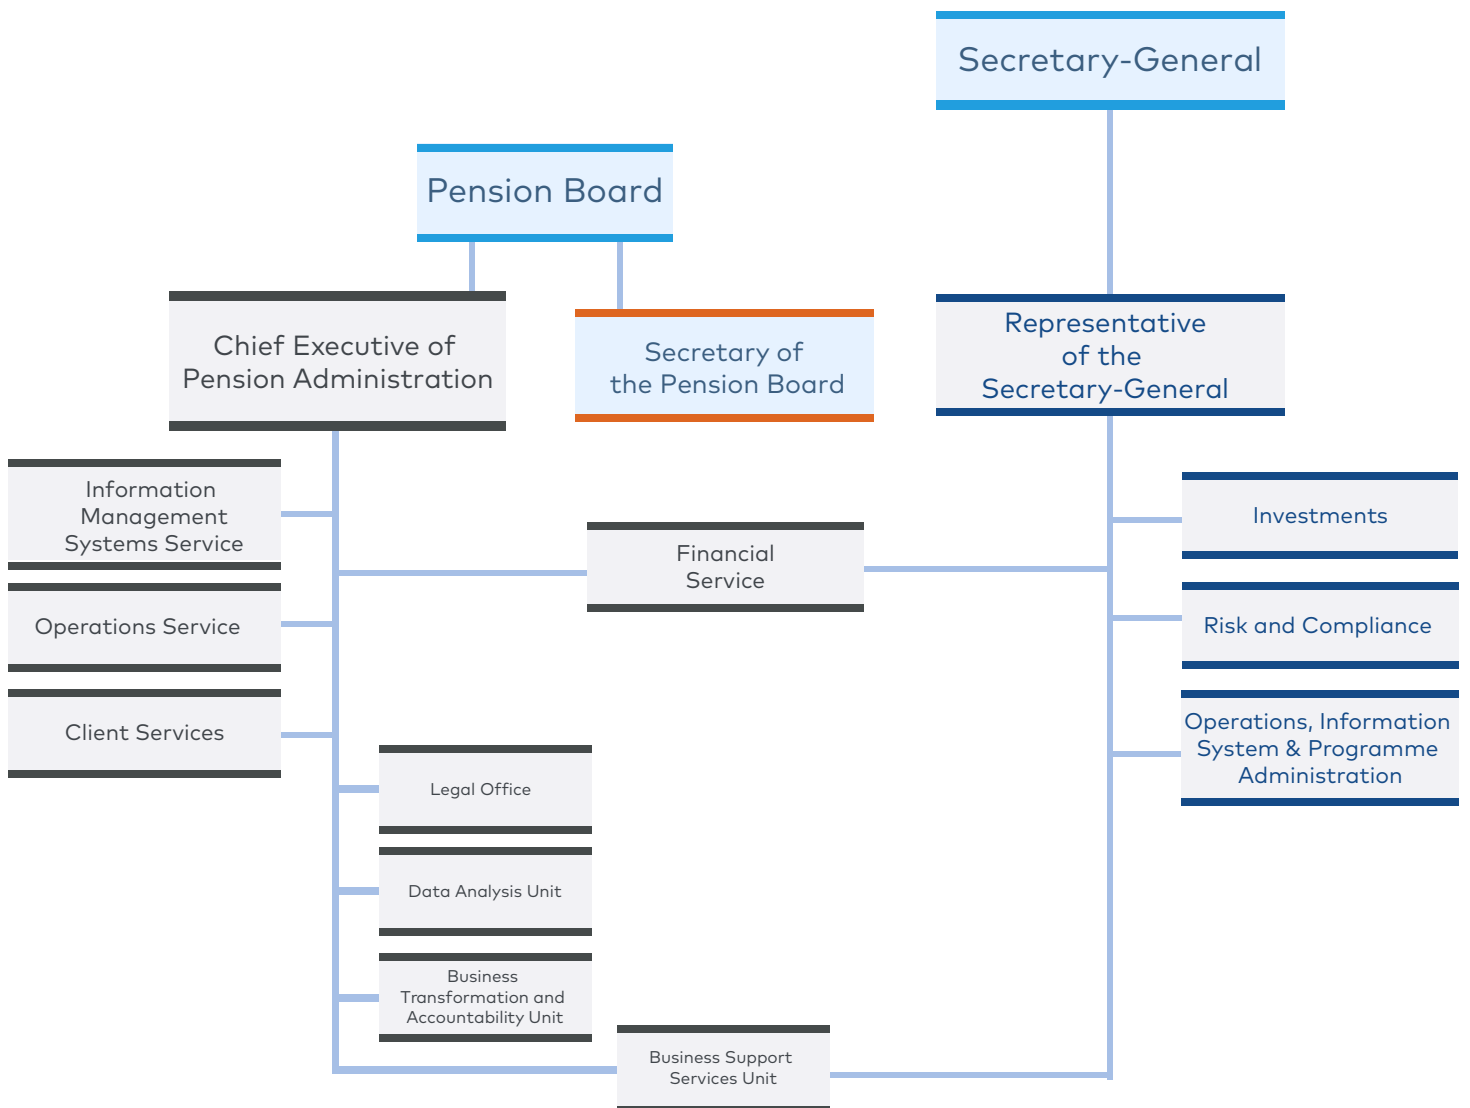 Secretary-General
Pension Board
Chief Executive of
Pension Administration
Secretary of
the Pension Board
Representative
of the
Secretary-General
Information
Management
Systems Service
Operations Service
Client Services
Financial
Service
Investments
Risk and Compliance
Operations, Information
System & Programme
Administration
Legal Office
Data Analysis Unit
Business
Transformation and
Accountability Unit
Business Support
Services Unit